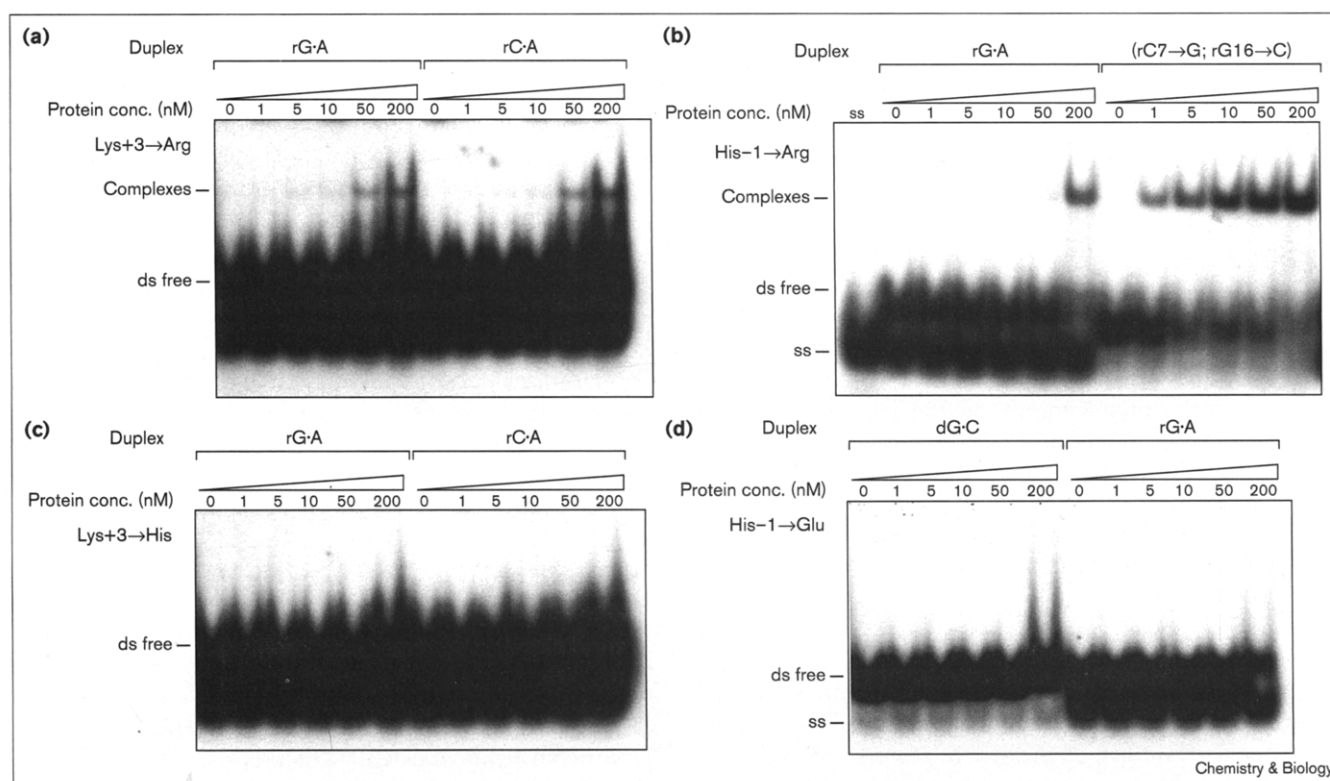 (a)
Duplex rG·A rC·A
Protein conc. (nM) 0 1 5 10 50 200 0 1 5 10 50 200
Lys+3→Arg
Complexes
ds free
(b)
Duplex rG·A (rC7→G; rG16→C)
Protein conc. (nM) ss 0 1 5 10 50 200 0 1 5 10 50 200
His−1→Arg
Complexes
ds free
ss
(c)
Duplex rG·A rC·A
Protein conc. (nM) 0 1 5 10 50 200 0 1 5 10 50 200
Lys+3→His
ds free
(d)
Duplex dG·C rG·A
Protein conc. (nM) 0 1 5 10 50 200 0 1 5 10 50 200
His−1→Glu
ds free
ss
Chemistry & Biology